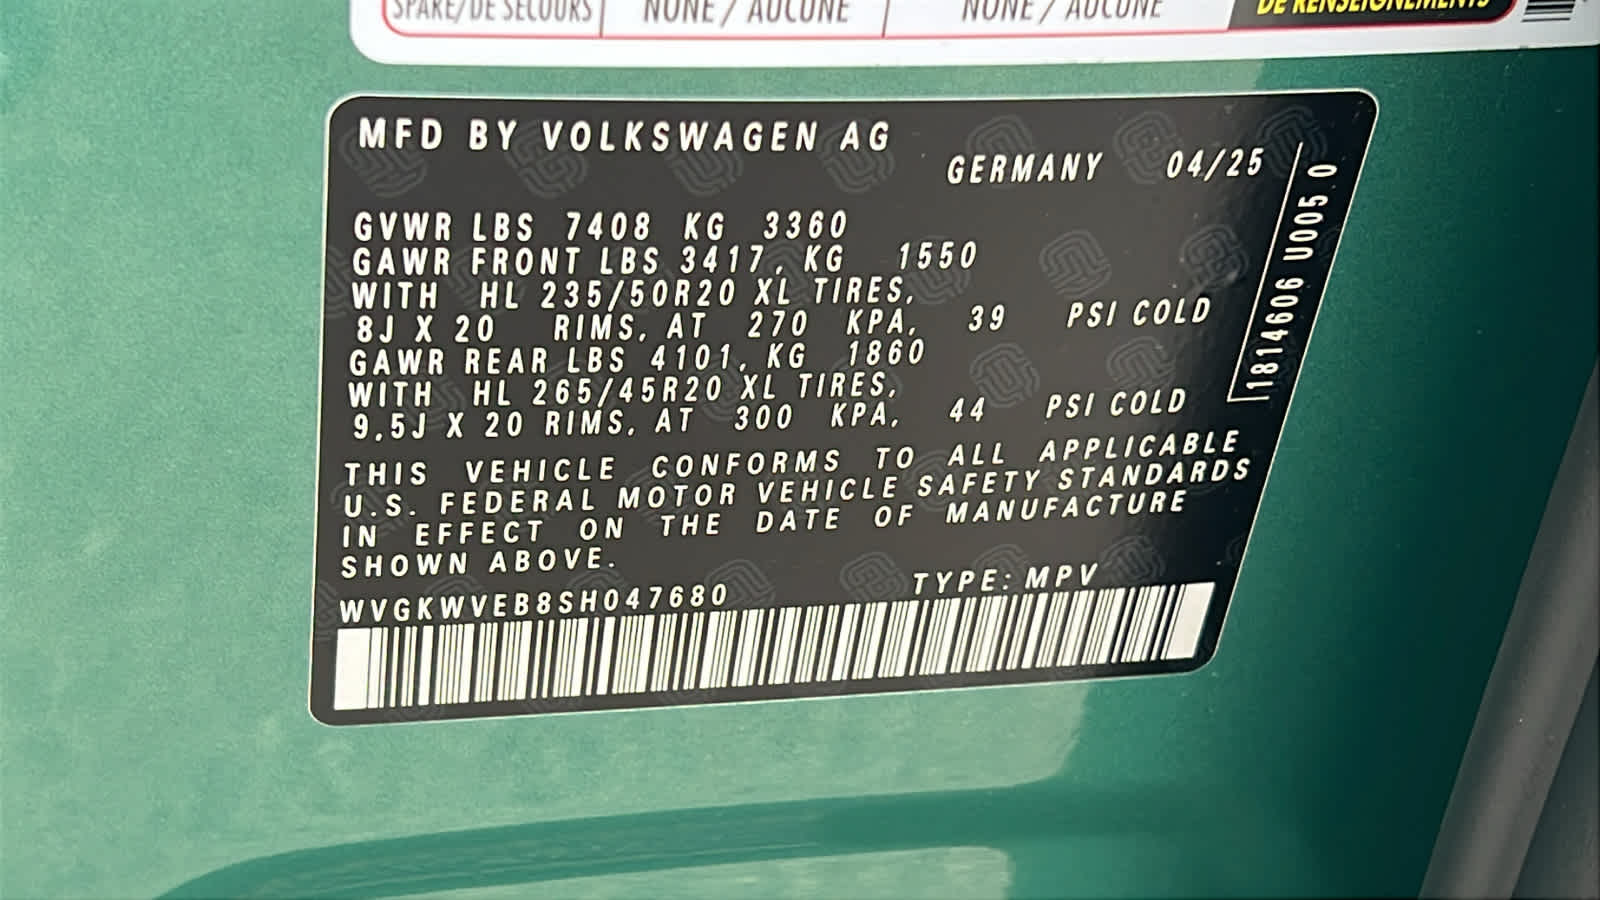 SPARE/DE SECOURS NONE / AUCUNE NONE / AUCUNE DE RENSEIGNEMENTS
MFD BY VOLKSWAGEN AG
GERMANY 04/25
GVWR LBS 7408 KG 3360
GAWR FRONT LBS 3417, KG 1550
WITH HL 235/50R20 XL TIRES,
8J X 20 RIMS, AT 270 KPA, 39 PSI COLD
GAWR REAR LBS 4101, KG 1860
WITH HL 265/45R20 XL TIRES,
9.5J X 20 RIMS, AT 300 KPA, 44 PSI COLD
THIS VEHICLE CONFORMS TO ALL APPLICABLE
U.S. FEDERAL MOTOR VEHICLE SAFETY STANDARDS
IN EFFECT ON THE DATE OF MANUFACTURE
SHOWN ABOVE.
WVGKWVEB8SH047680 TYPE: MPV
1814606 U005 0